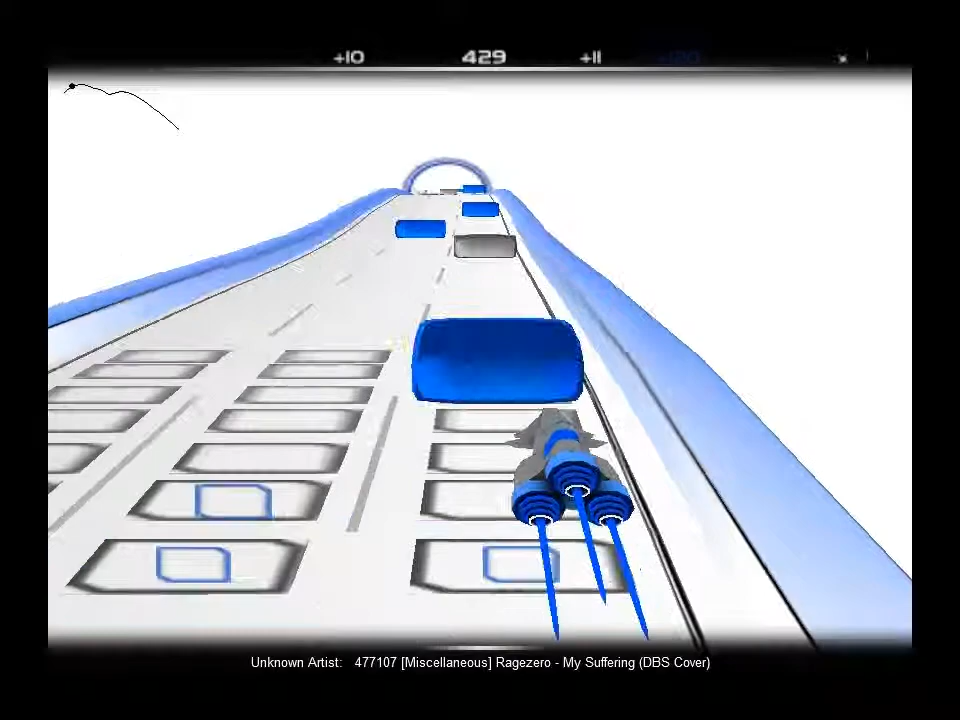 +10 429 +11
Unknown Artist: 477107 [Miscellaneous] Ragezero - My Suffering (DBS Cover)